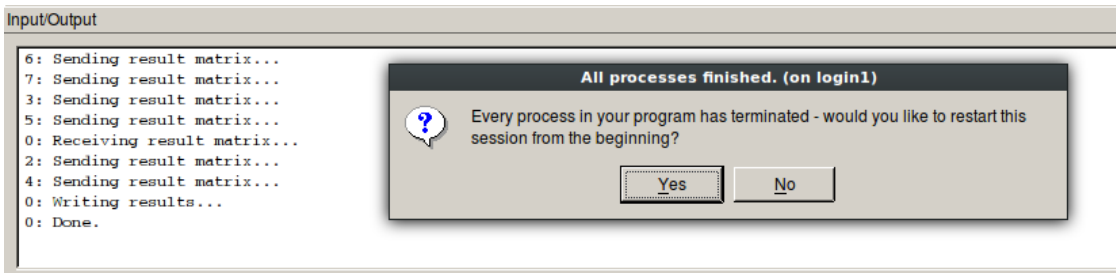 Input/Output
6: Sending result matrix...
7: Sending result matrix...
3: Sending result matrix...
5: Sending result matrix...
0: Receiving result matrix...
2: Sending result matrix...
4: Sending result matrix...
0: Writing results...
0: Done.
All processes finished. (on login1)
?
Every process in your program has terminated - would you like to restart this
session from the beginning?
Yes
No